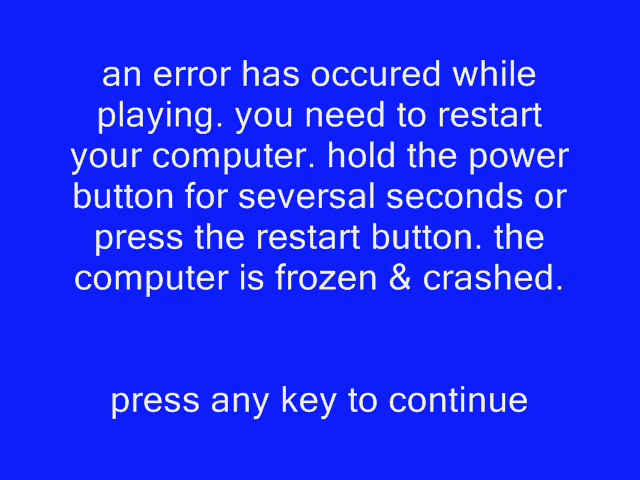 an error has occured while
playing. you need to restart
your computer. hold the power
button for seversal seconds or
press the restart button. the
computer is frozen & crashed.
press any key to continue